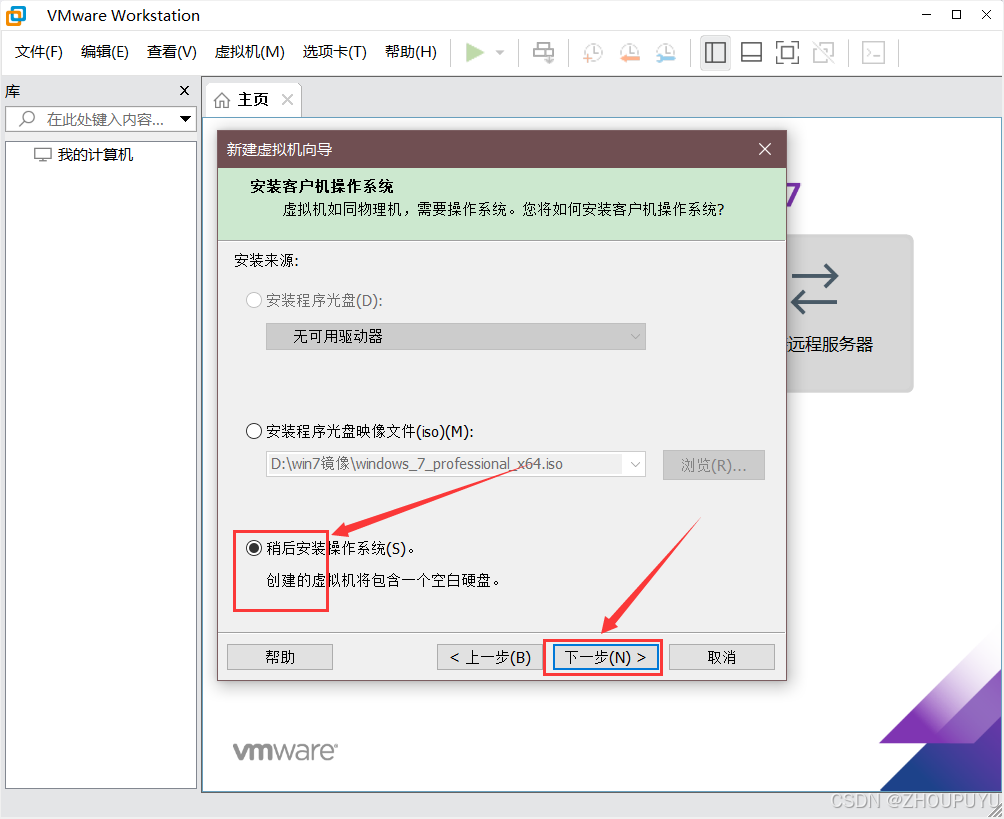 VMware Workstation
文件(F) 编辑(E) 查看(V) 虚拟机(M) 选项卡(T) 帮助(H)
库
在此处键入内容...
我的计算机
主页
7
远程服务器
新建虚拟机向导
安装客户机操作系统
虚拟机如同物理机，需要操作系统。您将如何安装客户机操作系统?
安装来源:
安装程序光盘(D):
无可用驱动器
安装程序光盘映像文件(iso)(M):
D:\win7镜像\windows_7_professional_x64.iso
浏览(R)...
稍后安装操作系统(S)。
创建的虚拟机将包含一个空白硬盘。
帮助
< 上一步(B)
下一步(N) >
取消
vmware
CSDN @ZHOUPUYU